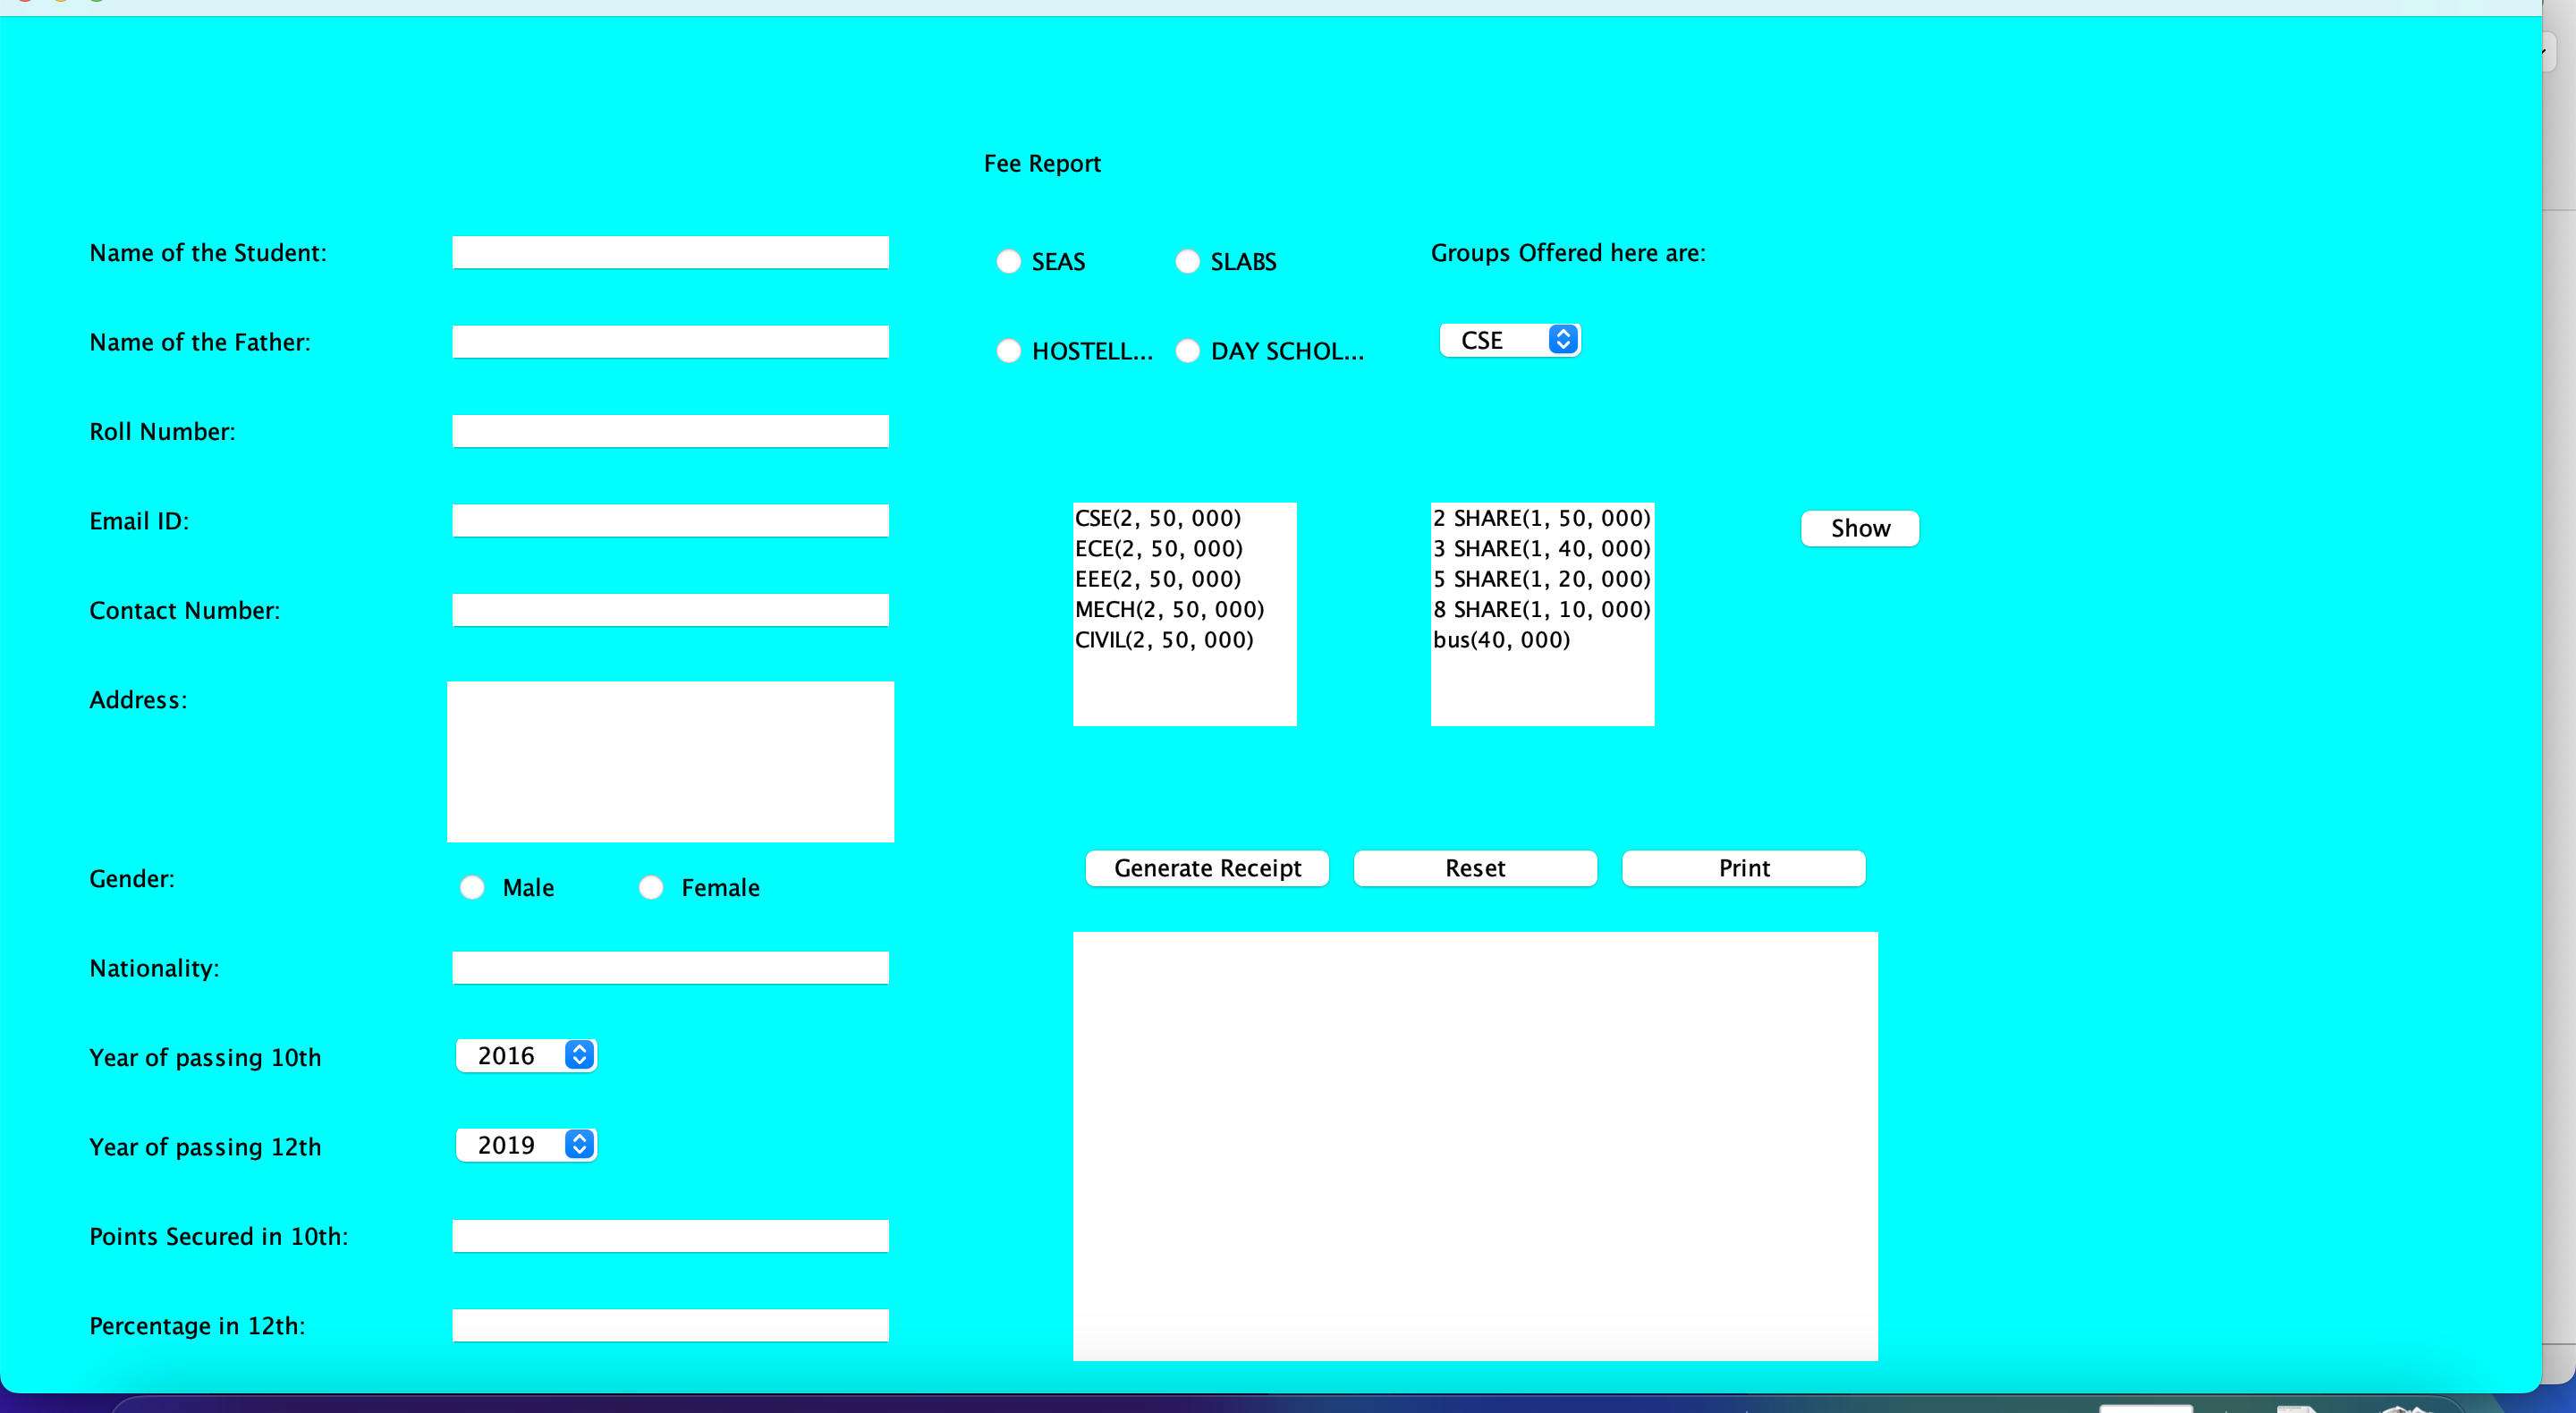 Fee Report
Name of the Student:
SEAS
SLABS
Groups Offered here are:
Name of the Father:
HOSTELL...
DAY SCHOL...
CSE
Roll Number:
Email ID:
CSE(2, 50, 000)
ECE(2, 50, 000)
EEE(2, 50, 000)
MECH(2, 50, 000)
CIVIL(2, 50, 000)
2 SHARE(1, 50, 000)
3 SHARE(1, 40, 000)
5 SHARE(1, 20, 000)
8 SHARE(1, 10, 000)
bus(40, 000)
Show
Contact Number:
Address:
Gender:
Male
Female
Generate Receipt
Reset
Print
Nationality:
Year of passing 10th
2016
Year of passing 12th
2019
Points Secured in 10th:
Percentage in 12th: